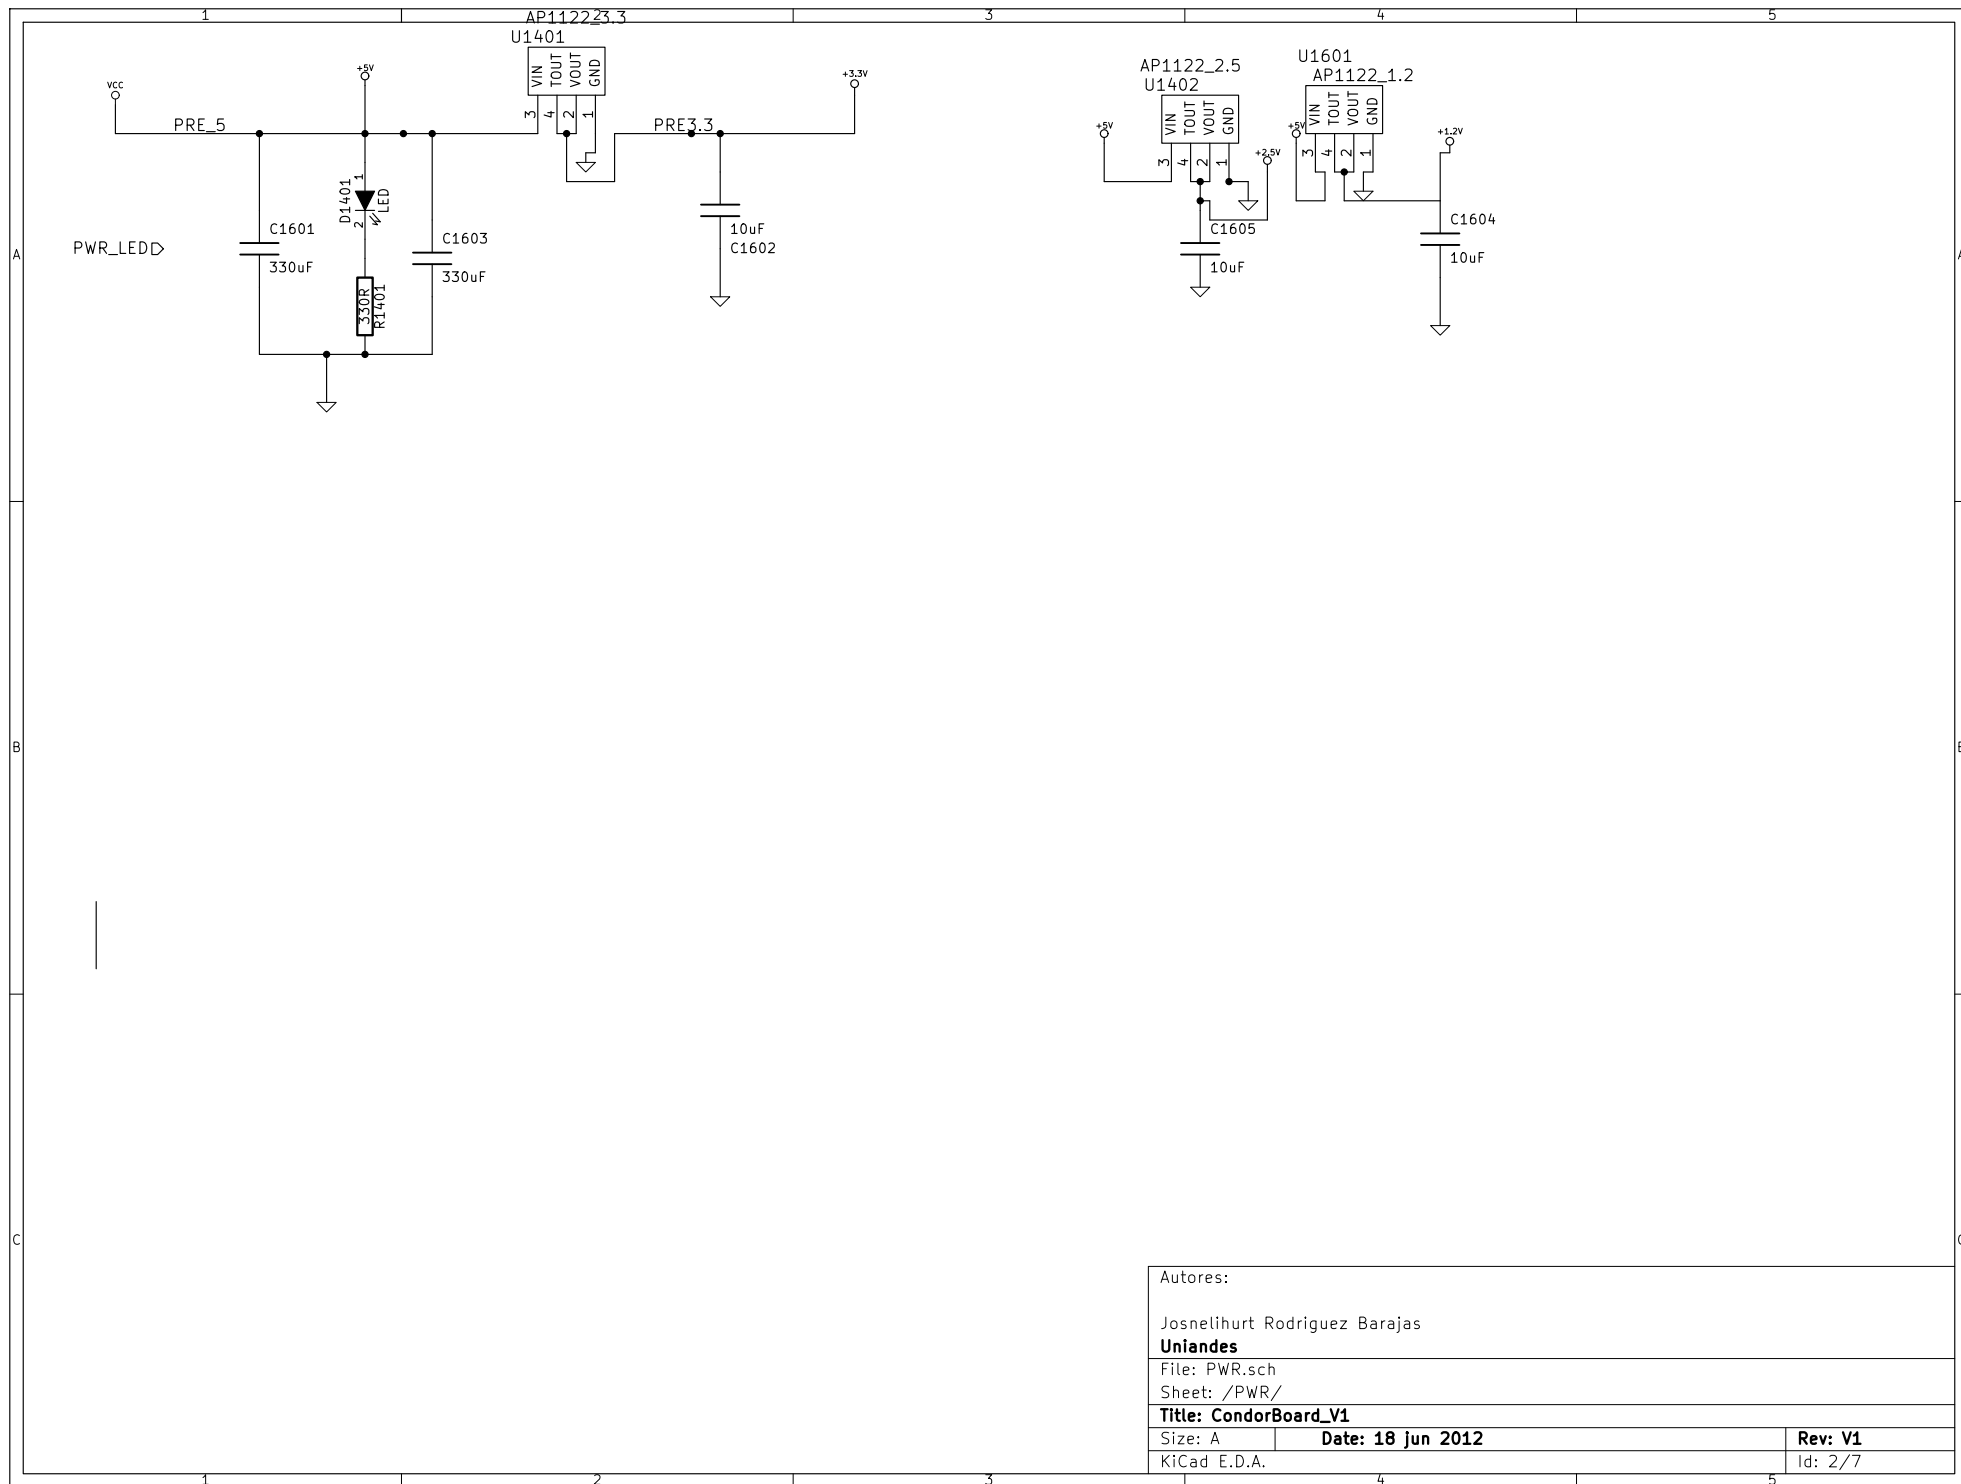 1
2
3
4
5
AP1122_3.3
U1401
VIN
TOUT
VOUT
GND
3
4
2
1
VCC
+5V
+3.3V
PRE_5
PRE3.3
D1401
LED
1
2
C1601
330uF
C1603
330uF
PWR_LED
330R
R1401
10uF
C1602
AP1122_2.5
U1402
VIN
TOUT
VOUT
GND
3
4
2
1
+5V
+2.5V
C1605
10uF
U1601
AP1122_1.2
VIN
TOUT
VOUT
GND
3
4
2
1
+5V
+1.2V
C1604
10uF
A
B
C
Autores:
Josnelihurt Rodriguez Barajas
Uniandes
File: PWR.sch
Sheet: /PWR/
Title: CondorBoard_V1
Size: A
Date: 18 jun 2012
Rev: V1
KiCad E.D.A.
Id: 2/7
1
2
3
4
5